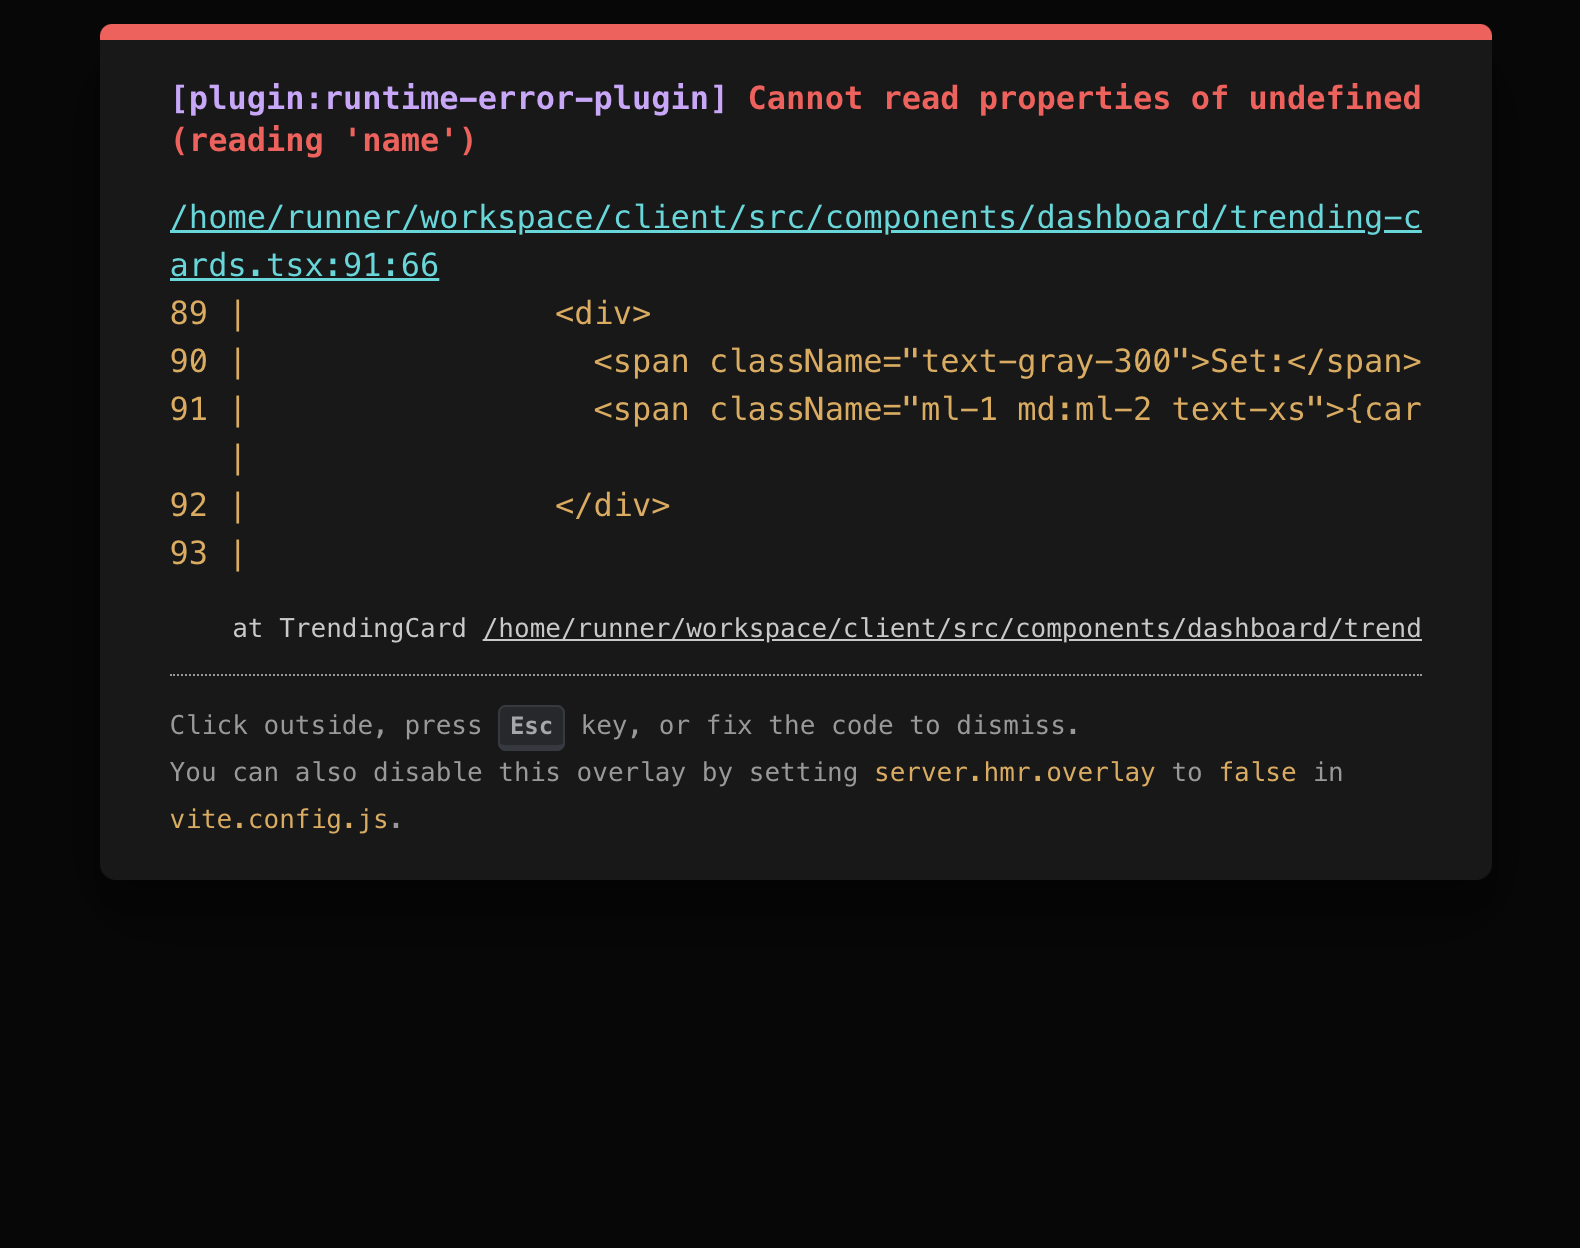 [plugin:runtime-error-plugin] Cannot read properties of undefined
(reading 'name')
/home/runner/workspace/client/src/components/dashboard/trending-c
ards.tsx:91:66
89 |                <div>
90 |                  <span className="text-gray-300">Set:</span>
91 |                  <span className="ml-1 md:ml-2 text-xs">{car
   |
92 |                </div>
93 |
    at TrendingCard /home/runner/workspace/client/src/components/dashboard/trend
Click outside, press Esc key, or fix the code to dismiss.
You can also disable this overlay by setting server.hmr.overlay to false in
vite.config.js.